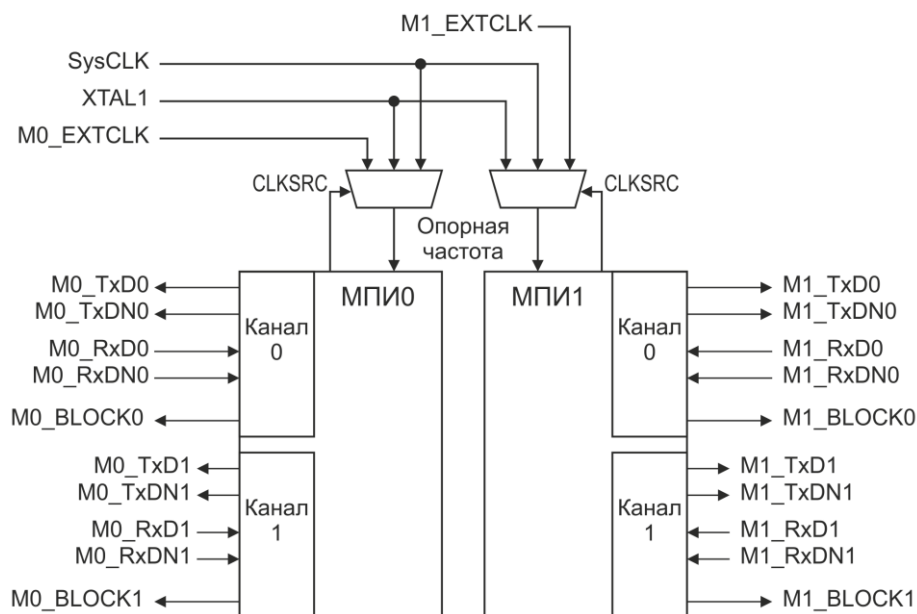 M1_EXTCLK
SysCLK
XTAL1
M0_EXTCLK
CLKSRC
CLKSRC
Опорная
частота
МПИ0
МПИ1
M0_TxD0
M0_TxDN0
M0_RxD0
M0_RxDN0
M0_BLOCK0
Канал
0
Канал
0
M1_TxD0
M1_TxDN0
M1_RxD0
M1_RxDN0
M1_BLOCK0
M0_TxD1
M0_TxDN1
M0_RxD1
M0_RxDN1
M0_BLOCK1
Канал
1
Канал
1
M1_TxD1
M1_TxDN1
M1_RxD1
M1_RxDN1
M1_BLOCK1